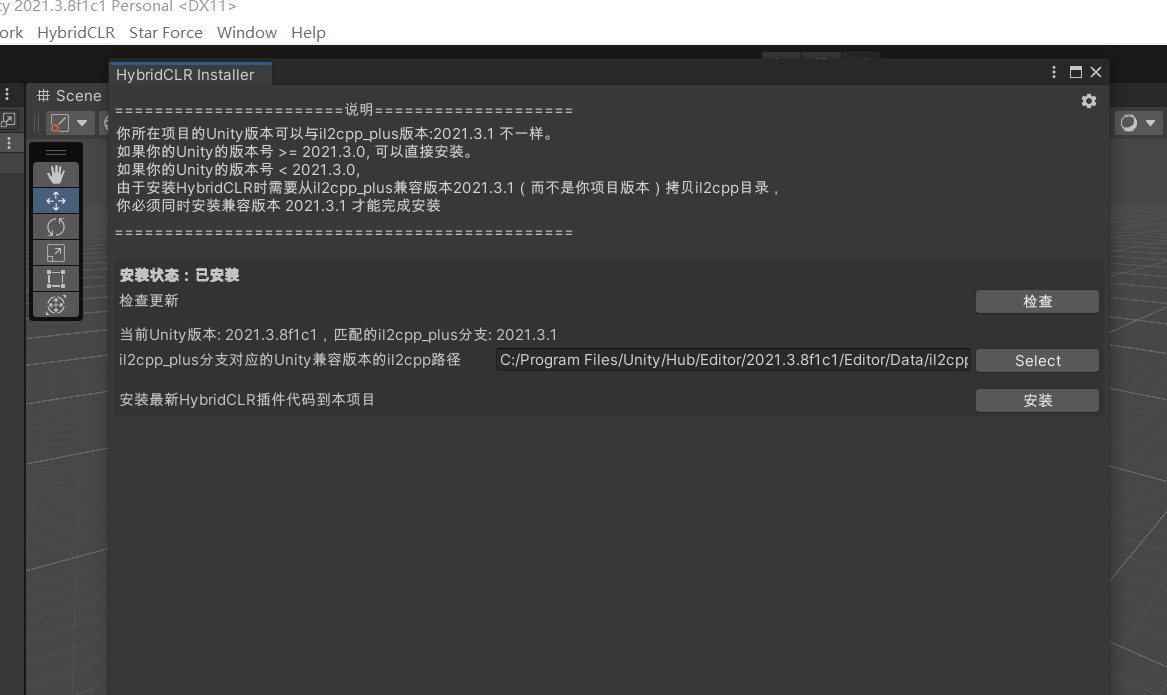 2021.3.8f1c1 Personal <DX11>
HybridCLR Star Force Window Help
HybridCLR Installer
Scene
=======================说明===================
你所在项目的Unity版本可以与il2cpp_plus版本:2021.3.1 不一样。
如果你的Unity的版本号 >= 2021.3.0, 可以直接安装。
如果你的Unity的版本号 < 2021.3.0,
由于安装HybridCLR时需要从il2cpp_plus兼容版本2021.3.1（而不是你项目版本）拷贝il2cpp目录，
你必须同时安装兼容版本 2021.3.1 才能完成安装
==============================================
安装状态：已安装
检查更新 检查
当前Unity版本: 2021.3.8f1c1，匹配的il2cpp_plus分支: 2021.3.1
il2cpp_plus分支对应的Unity兼容版本的il2cpp路径 C:/Program Files/Unity/Hub/Editor/2021.3.8f1c1/Editor/Data/il2cpp Select
安装最新HybridCLR插件代码到本项目 安装